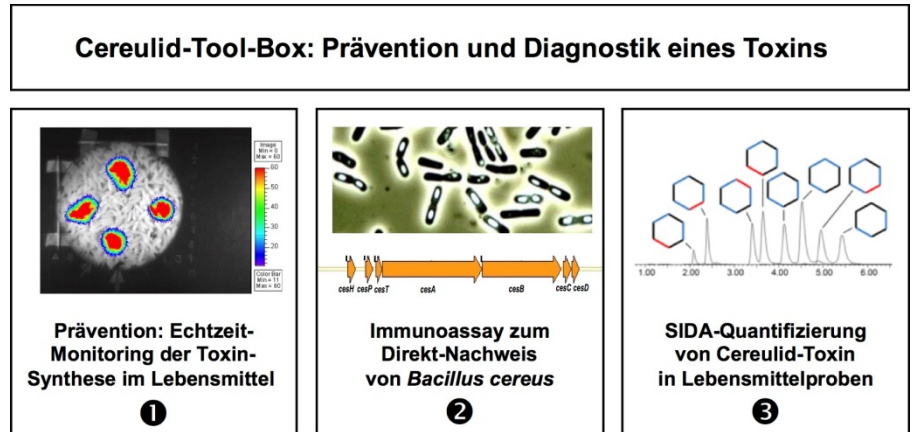 Cereulid-Tool-Box: Prävention und Diagnostik eines Toxins
Image
Min = 0
Max = 60
60
50
40
30
20
Color Bar
Min = 11
Max = 60
Prävention: Echtzeit-
Monitoring der Toxin-
Synthese im Lebensmittel
❶
cesH cesP cesT cesA cesB cesC cesD
Immunoassay zum
Direkt-Nachweis
von Bacillus cereus
❷
1.00 2.00 3.00 4.00 5.00 6.00
SIDA-Quantifizierung
von Cereulid-Toxin
in Lebensmittelproben
❸